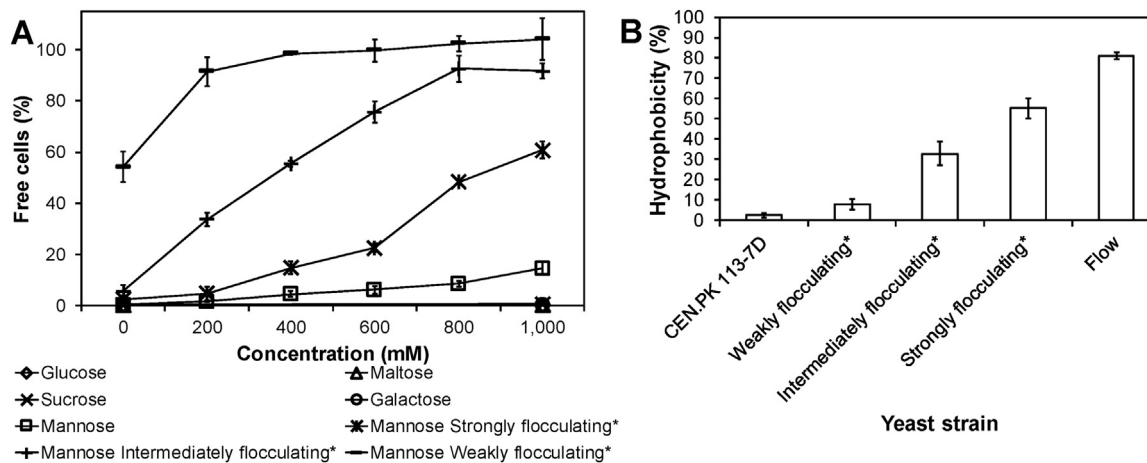 A
Free cells (%)
100
80
60
40
20
0
0 200 400 600 800 1,000
Concentration (mM)
Glucose Maltose
Sucrose Galactose
Mannose Mannose Strongly flocculating*
Mannose Intermediately flocculating* Mannose Weakly flocculating*
B
Hydrophobicity (%)
100
90
80
70
60
50
40
30
20
10
0
CEN.PK 113-7D
Weakly flocculating*
Intermediately flocculating*
Strongly flocculating*
Flow
Yeast strain